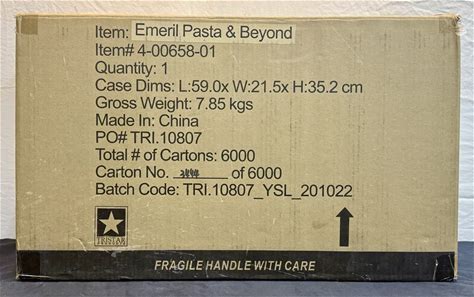 Item: Emeril Pasta & Beyond
Item# 4-00658-01
Quantity: 1
Case Dims: L:59.0x W:21.5x H:35.2 cm
Gross Weight: 7.85 kgs
Made In: China
PO# TRI.10807
Total # of Cartons: 6000
Carton No. of 6000
Batch Code: TRI.10807_YSL_201022
TRISTAR
FRAGILE HANDLE WITH CARE